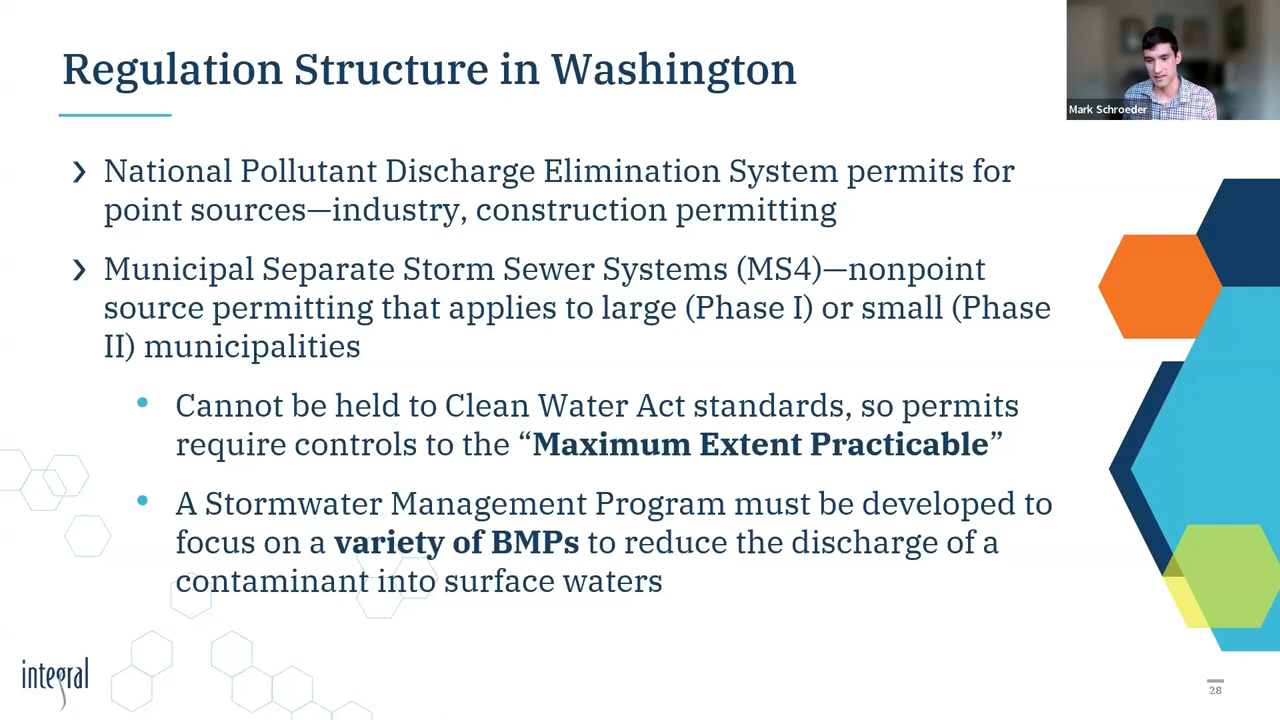 Regulation Structure in Washington
Mark Schroeder
❯ National Pollutant Discharge Elimination System permits for
point sources—industry, construction permitting
❯ Municipal Separate Storm Sewer Systems (MS4)—nonpoint
source permitting that applies to large (Phase I) or small (Phase
II) municipalities
• Cannot be held to Clean Water Act standards, so permits
require controls to the “Maximum Extent Practicable”
• A Stormwater Management Program must be developed to
focus on a variety of BMPs to reduce the discharge of a
contaminant into surface waters
integral
28